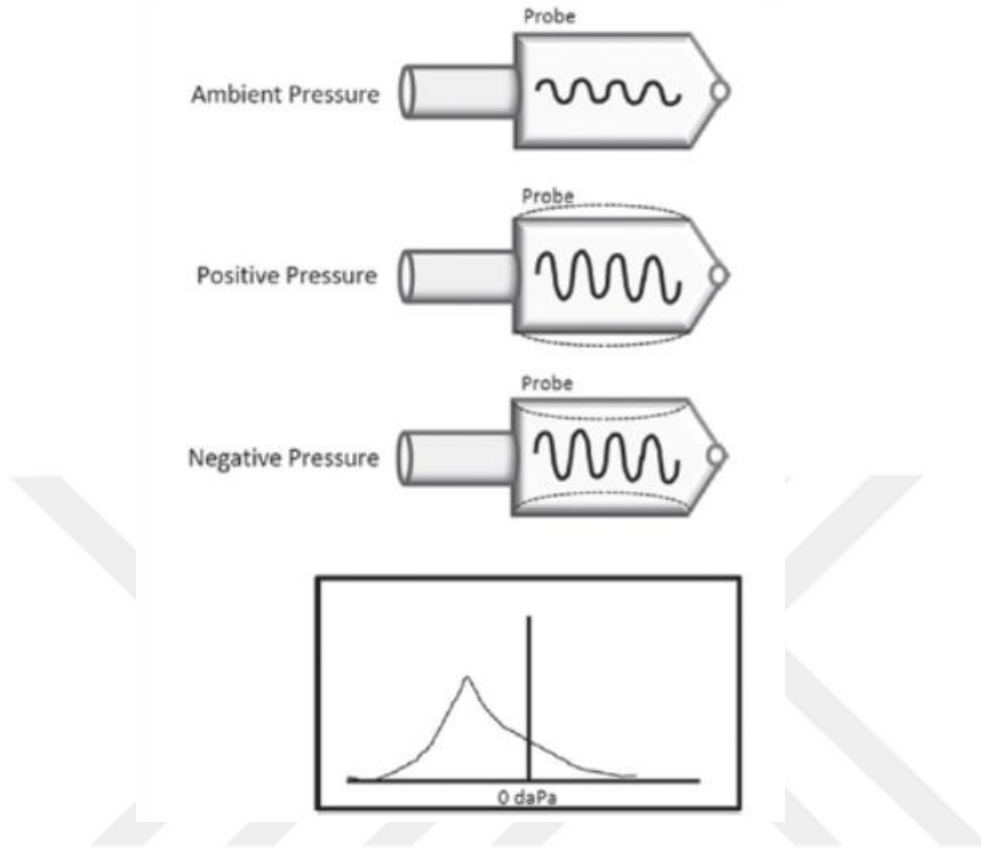 Probe
Ambient Pressure
Probe
Positive Pressure
Probe
Negative Pressure
0 daPa